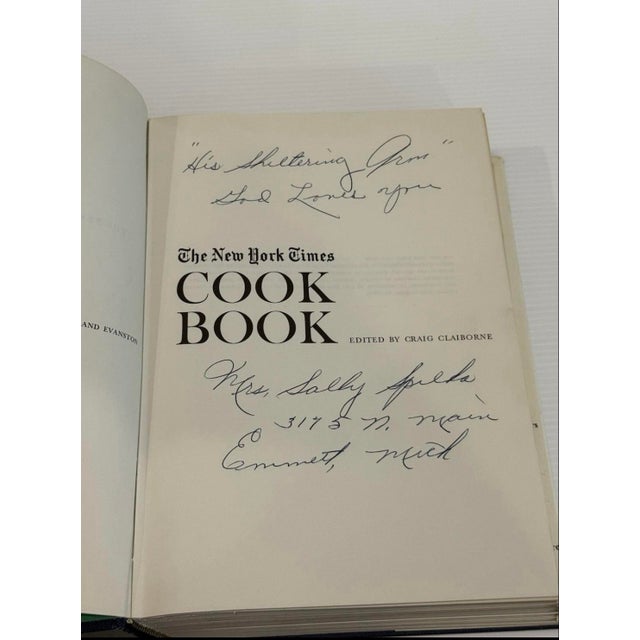 "His Sheltering Arm"
God Loves you
The New York Times
COOK
BOOK
EDITED BY CRAIG CLAIBORNE
AND EVANSTON
Mrs. Sally Spilda
3175 N. Main
Emmett, Mich